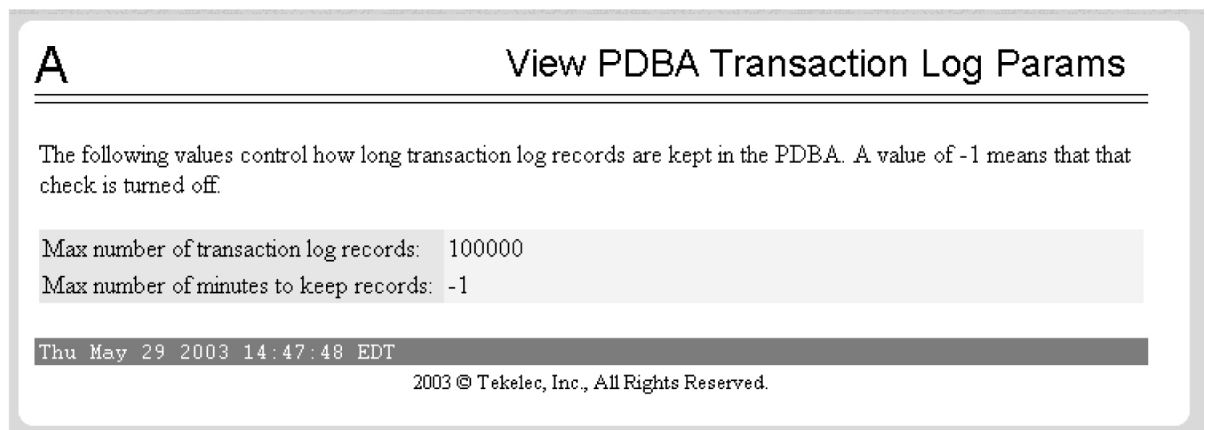 A
View PDBA Transaction Log Params
The following values control how long transaction log records are kept in the PDBA. A value of -1 means that that
check is turned off.
Max number of transaction log records: 100000
Max number of minutes to keep records: -1
Thu May 29 2003 14:47:48 EDT
2003 © Tekelec, Inc., All Rights Reserved.